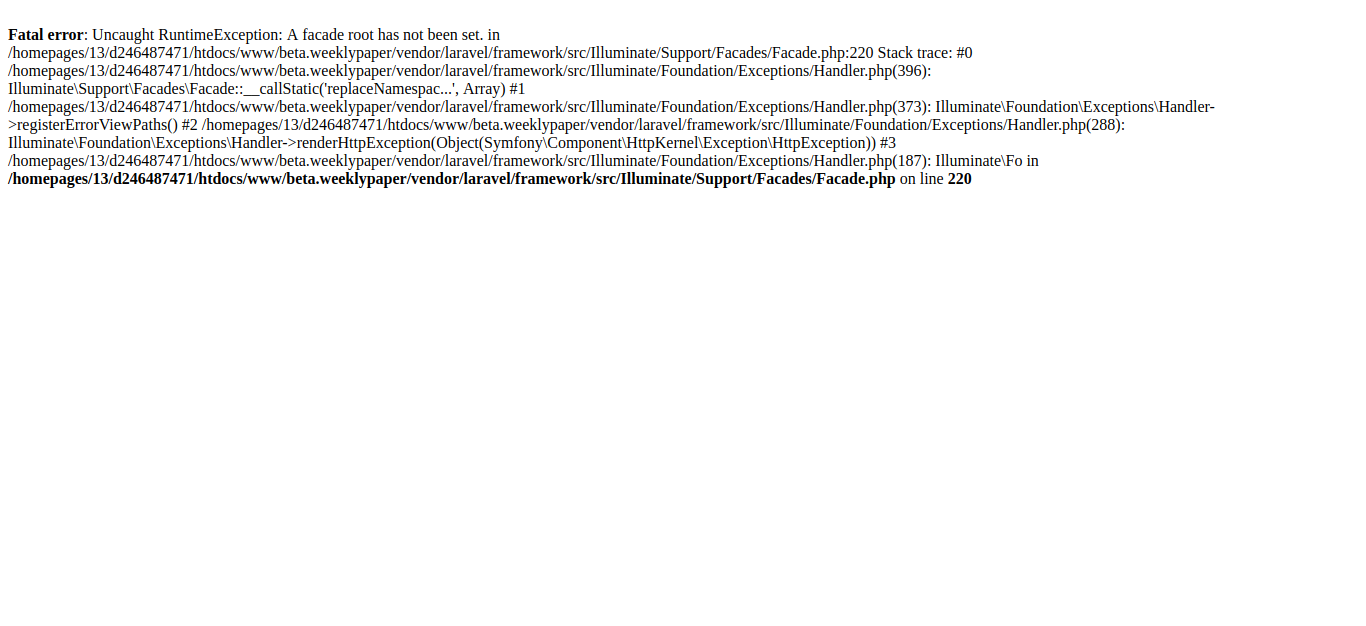 Fatal error: Uncaught RuntimeException: A facade root has not been set. in
/homepages/13/d246487471/htdocs/www/beta.weeklypaper/vendor/laravel/framework/src/Illuminate/Support/Facades/Facade.php:220 Stack trace: #0
/homepages/13/d246487471/htdocs/www/beta.weeklypaper/vendor/laravel/framework/src/Illuminate/Foundation/Exceptions/Handler.php(396):
Illuminate\Support\Facades\Facade::__callStatic('replaceNamespac...', Array) #1
/homepages/13/d246487471/htdocs/www/beta.weeklypaper/vendor/laravel/framework/src/Illuminate/Foundation/Exceptions/Handler.php(373): Illuminate\Foundation\Exceptions\Handler-
>registerErrorViewPaths() #2 /homepages/13/d246487471/htdocs/www/beta.weeklypaper/vendor/laravel/framework/src/Illuminate/Foundation/Exceptions/Handler.php(288):
Illuminate\Foundation\Exceptions\Handler->renderHttpException(Object(Symfony\Component\HttpKernel\Exception\HttpException)) #3
/homepages/13/d246487471/htdocs/www/beta.weeklypaper/vendor/laravel/framework/src/Illuminate/Foundation/Exceptions/Handler.php(187): Illuminate\Fo in
/homepages/13/d246487471/htdocs/www/beta.weeklypaper/vendor/laravel/framework/src/Illuminate/Support/Facades/Facade.php on line 220